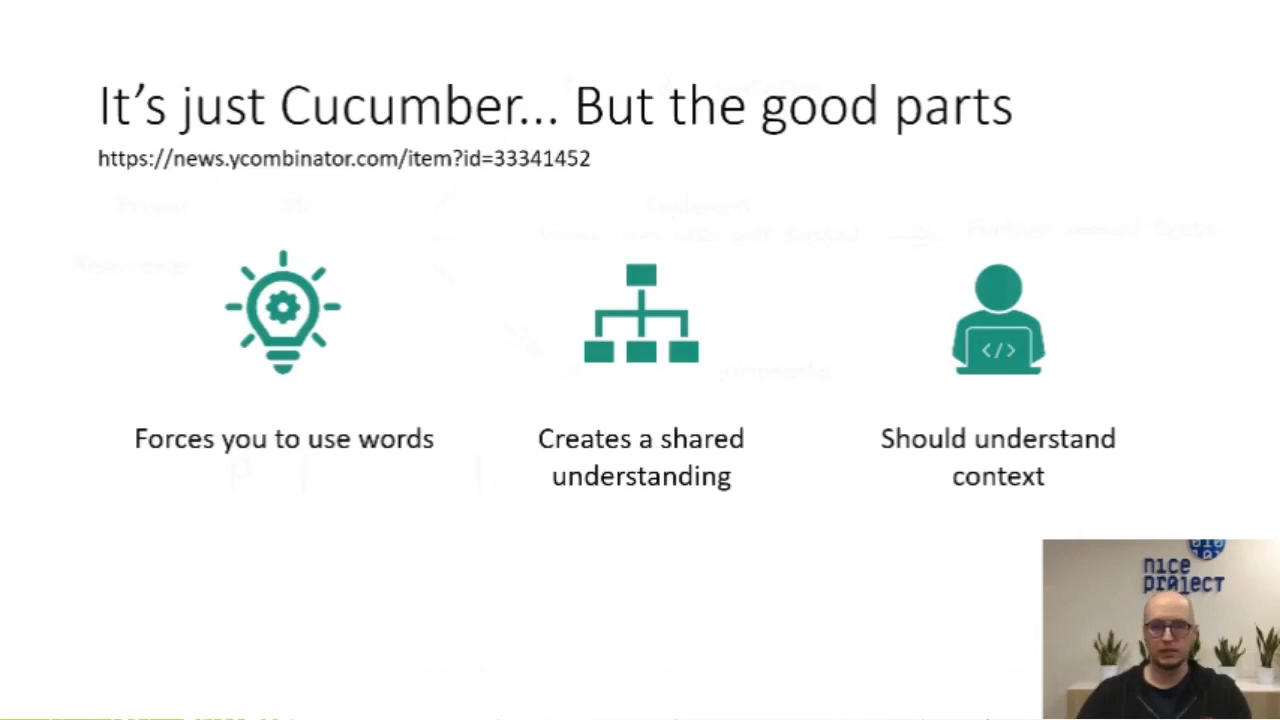 It's just Cucumber... But the good parts
https://news.ycombinator.com/item?id=33341452
Forces you to use words
Creates a shared
understanding
Should understand
context
</>
nice
project